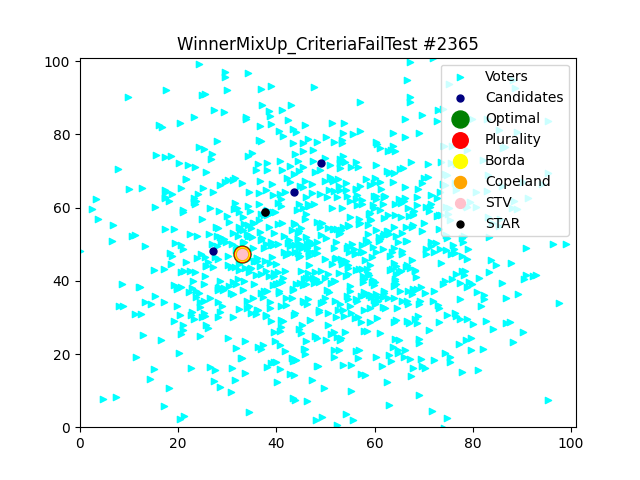 WinnerMixUp_CriteriaFailTest #2365
100
80
60
40
20
0
0 20 40 60 80 100
Voters
Candidates
Optimal
Plurality
Borda
Copeland
STV
STAR